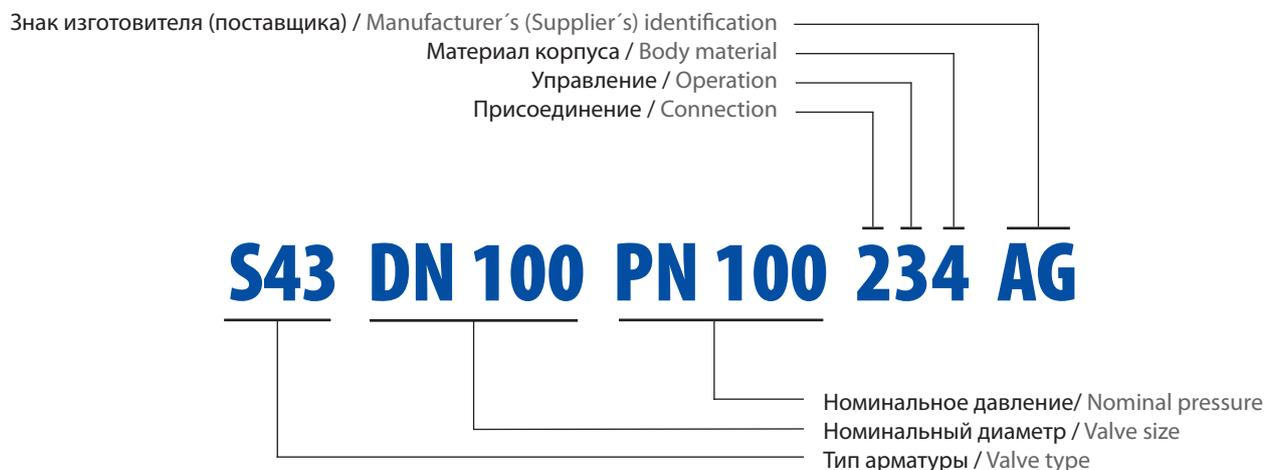 Знак изготовителя (поставщика) / Manufacturer´s (Supplier´s) identification
Материал корпуса / Body material
Управление / Operation
Присоединение / Connection
S43 DN 100 PN 100 234 AG
Номинальное давление/ Nominal pressure
Номинальный диаметр / Valve size
Тип арматуры / Valve type